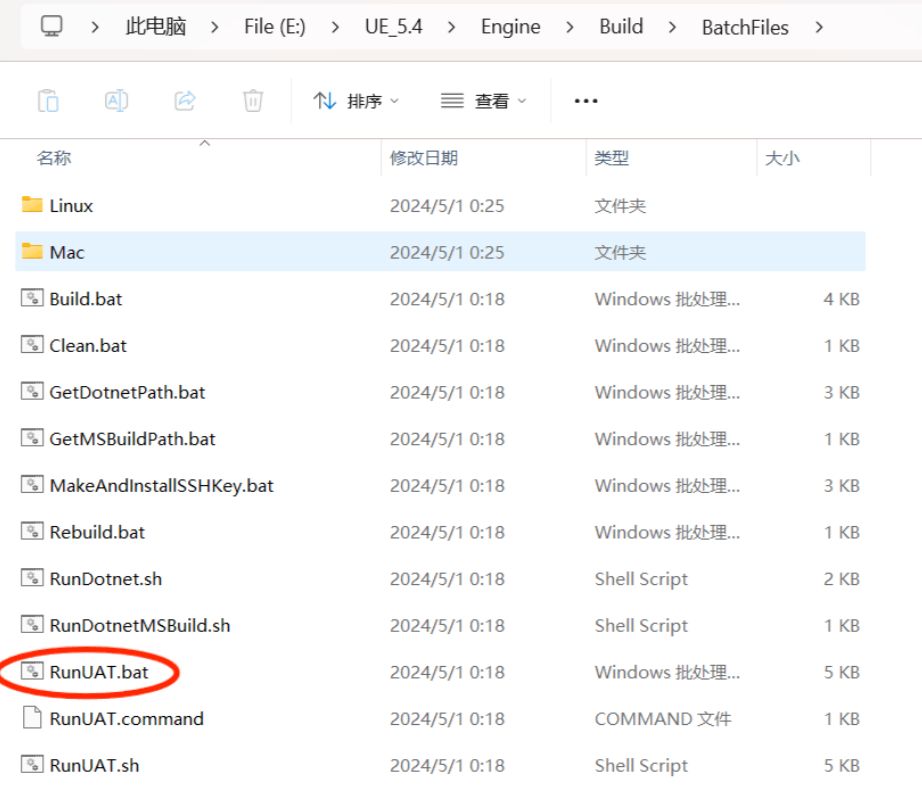 此电脑 File (E:) UE_5.4 Engine Build BatchFiles
排序 查看
名称 修改日期 类型 大小
Linux 2024/5/1 0:25 文件夹
Mac 2024/5/1 0:25 文件夹
Build.bat 2024/5/1 0:18 Windows 批处理... 4 KB
Clean.bat 2024/5/1 0:18 Windows 批处理... 1 KB
GetDotnetPath.bat 2024/5/1 0:18 Windows 批处理... 3 KB
GetMSBuildPath.bat 2024/5/1 0:18 Windows 批处理... 1 KB
MakeAndInstallSSHKey.bat 2024/5/1 0:18 Windows 批处理... 3 KB
Rebuild.bat 2024/5/1 0:18 Windows 批处理... 1 KB
RunDotnet.sh 2024/5/1 0:18 Shell Script 2 KB
RunDotnetMSBuild.sh 2024/5/1 0:18 Shell Script 1 KB
RunUAT.bat 2024/5/1 0:18 Windows 批处理... 5 KB
RunUAT.command 2024/5/1 0:18 COMMAND 文件 1 KB
RunUAT.sh 2024/5/1 0:18 Shell Script 5 KB